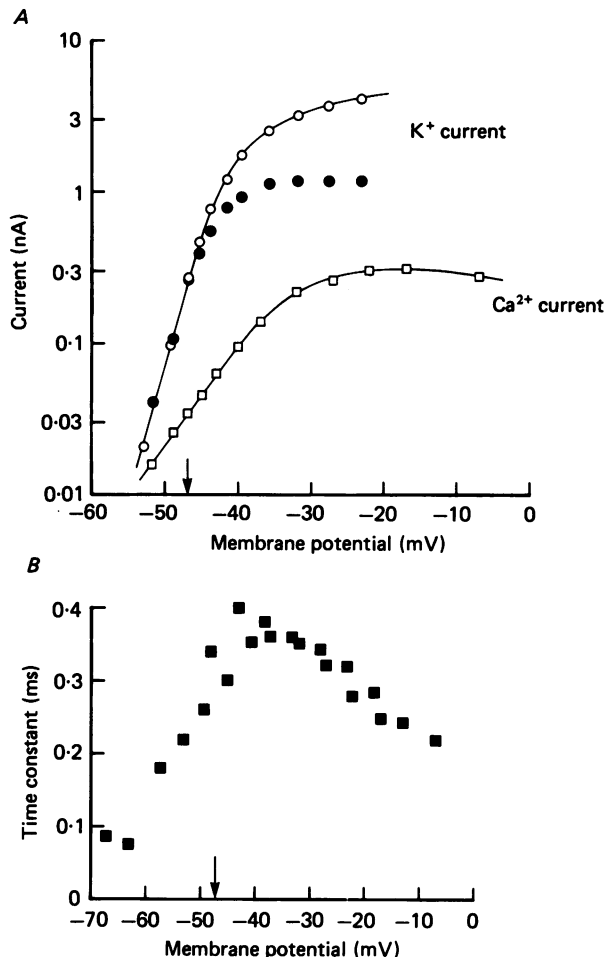 A
10
3
1
0·3
0·1
0·03
0·01
Current (nA)
K+ current
Ca2+ current
−60 −50 −40 −30 −20 −10 0
Membrane potential (mV)
B
0·4
0·3
0·2
0·1
0
Time constant (ms)
−70 −60 −50 −40 −30 −20 −10 0
Membrane potential (mV)